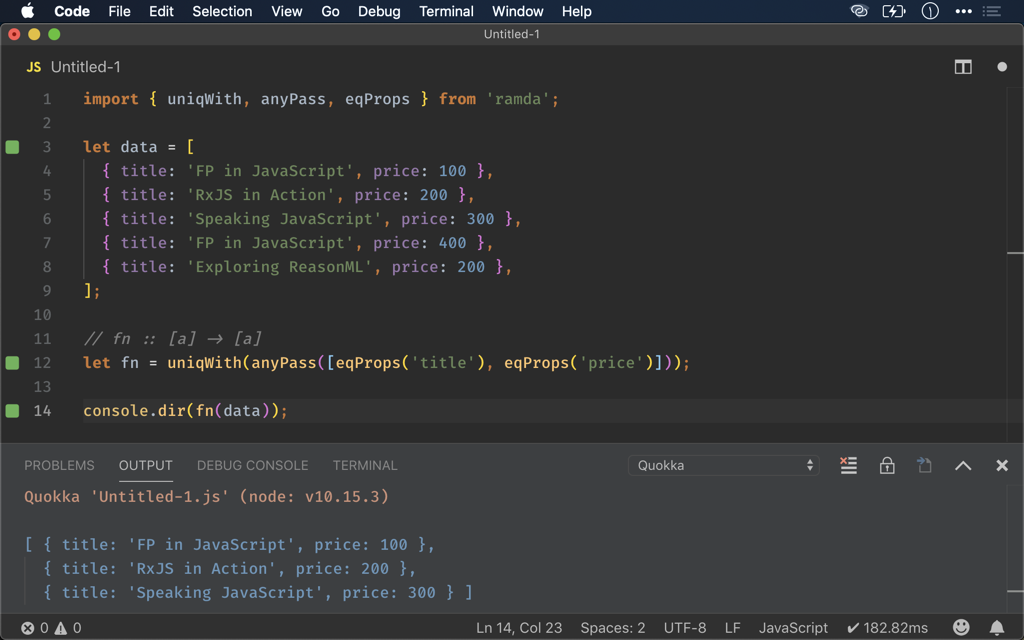 Code File Edit Selection View Go Debug Terminal Window Help
Untitled-1
JS Untitled-1
1 import { uniqWith, anyPass, eqProps } from 'ramda';
2
3 let data = [
4 { title: 'FP in JavaScript', price: 100 },
5 { title: 'RxJS in Action', price: 200 },
6 { title: 'Speaking JavaScript', price: 300 },
7 { title: 'FP in JavaScript', price: 400 },
8 { title: 'Exploring ReasonML', price: 200 },
9 ];
10
11 // fn :: [a] → [a]
12 let fn = uniqWith(anyPass([eqProps('title'), eqProps('price')]));
13
14 console.dir(fn(data));
PROBLEMS OUTPUT DEBUG CONSOLE TERMINAL Quokka
Quokka 'Untitled-1.js' (node: v10.15.3)
[ { title: 'FP in JavaScript', price: 100 },
{ title: 'RxJS in Action', price: 200 },
{ title: 'Speaking JavaScript', price: 300 } ]
0 0 Ln 14, Col 23 Spaces: 2 UTF-8 LF JavaScript ✔ 182.82ms